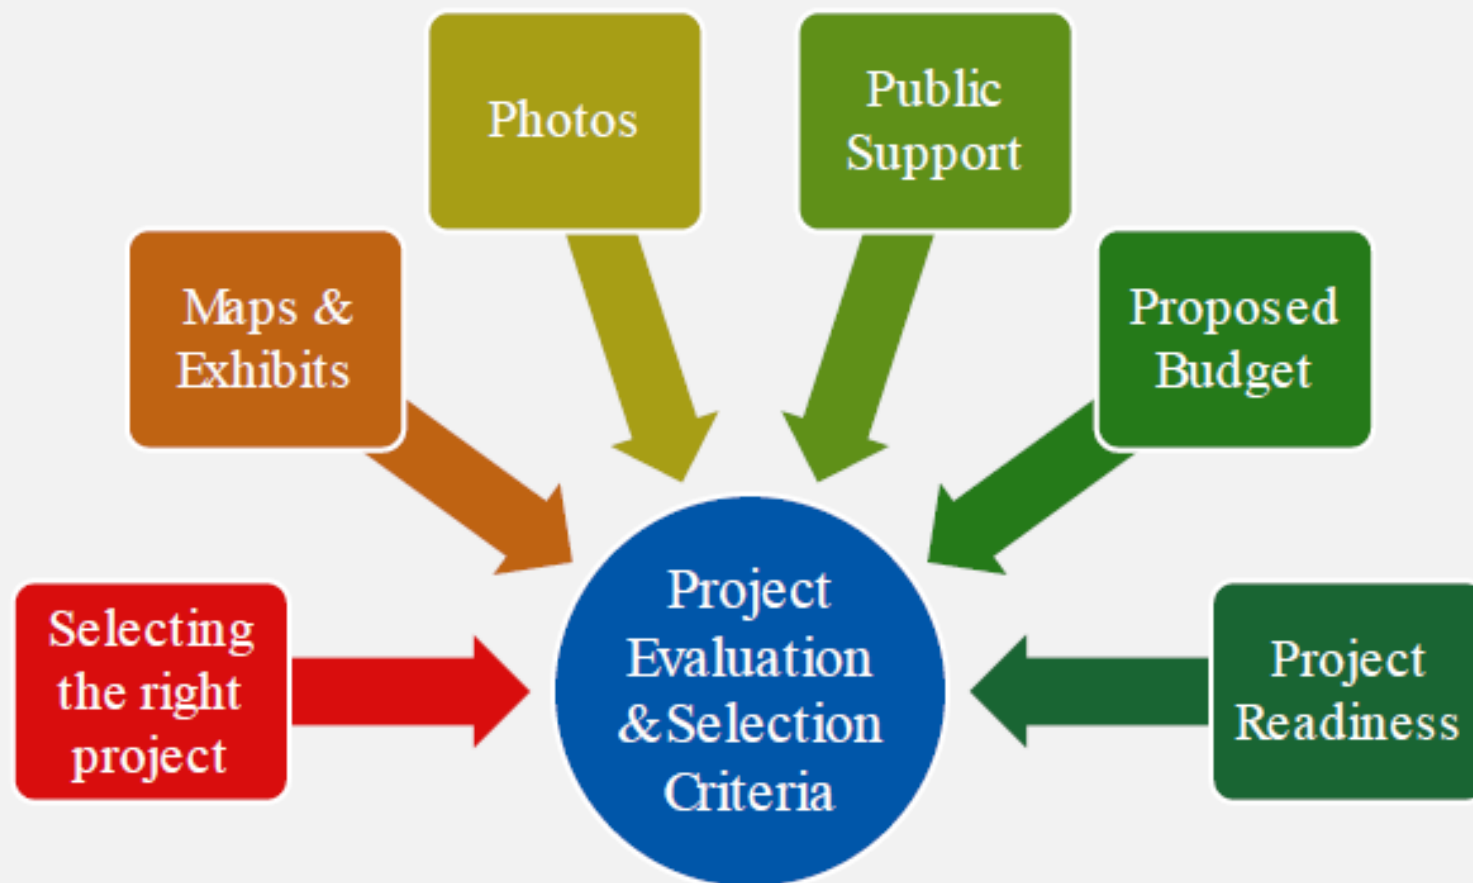 Photos
Public
Support
Maps &
Exhibits
Proposed
Budget
Selecting
the right
project
Project
Evaluation
&Selection
Criteria
Project
Readiness